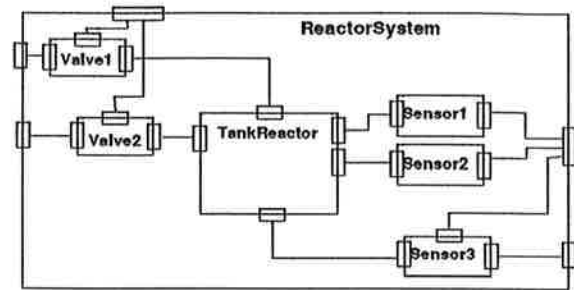 ReactorSystem
Valve1
Valve2
TankReactor
Sensor1
Sensor2
Sensor3